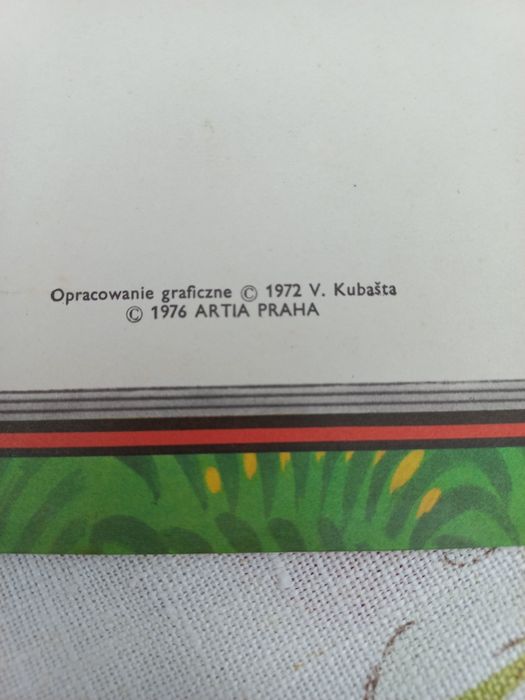 Opracowanie graficzne © 1972 V. Kubašta
© 1976 ARTIA PRAHA